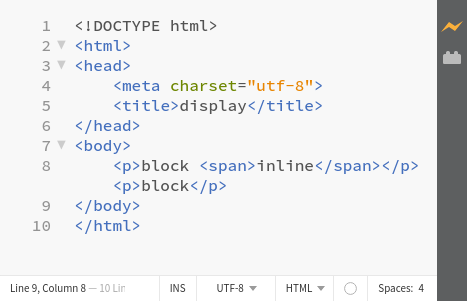 1 <!DOCTYPE html>
2 <html>
3 <head>
4 <meta charset="utf-8">
5 <title>display</title>
6 </head>
7 <body>
8 <p>block <span>inline</span></p>
<p>block</p>
9 </body>
10 </html>
Line 9, Column 8 — 10 Lin INS UTF-8 HTML Spaces: 4